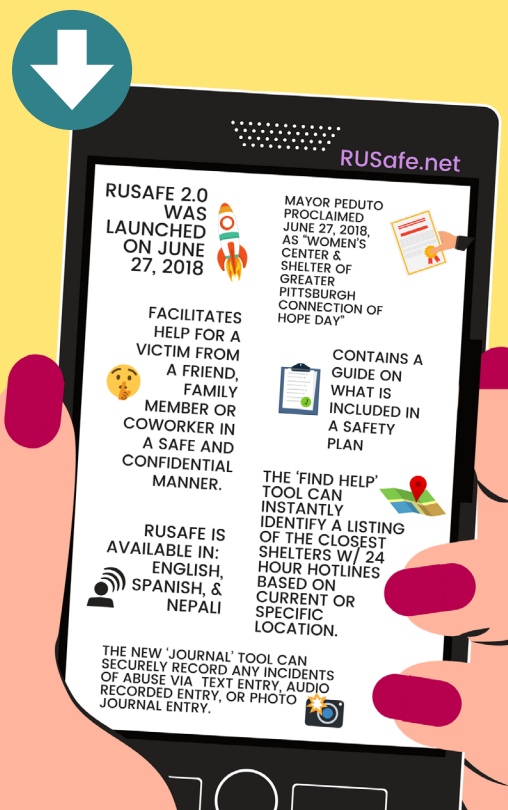 RUSafe.net
RUSAFE 2.0
WAS
LAUNCHED
ON JUNE
27, 2018
MAYOR PEDUTO
PROCLAIMED
JUNE 27, 2018,
AS "WOMEN'S
CENTER &
SHELTER OF
GREATER
PITTSBURGH
CONNECTION OF
HOPE DAY"
FACILITATES
HELP FOR A
VICTIM FROM
A FRIEND,
FAMILY
MEMBER OR
COWORKER IN
A SAFE AND
CONFIDENTIAL
MANNER.
CONTAINS A
GUIDE ON
WHAT IS
INCLUDED IN
A SAFETY
PLAN
THE 'FIND HELP'
TOOL CAN
INSTANTLY
IDENTIFY A LISTING
OF THE CLOSEST
SHELTERS W/ 24
HOUR HOTLINES
BASED ON
CURRENT OR
SPECIFIC
LOCATION.
RUSAFE IS
AVAILABLE IN:
ENGLISH,
SPANISH, &
NEPALI
THE NEW 'JOURNAL' TOOL CAN
SECURELY RECORD ANY INCIDENTS
OF ABUSE VIA TEXT ENTRY, AUDIO
RECORDED ENTRY, OR PHOTO
JOURNAL ENTRY.